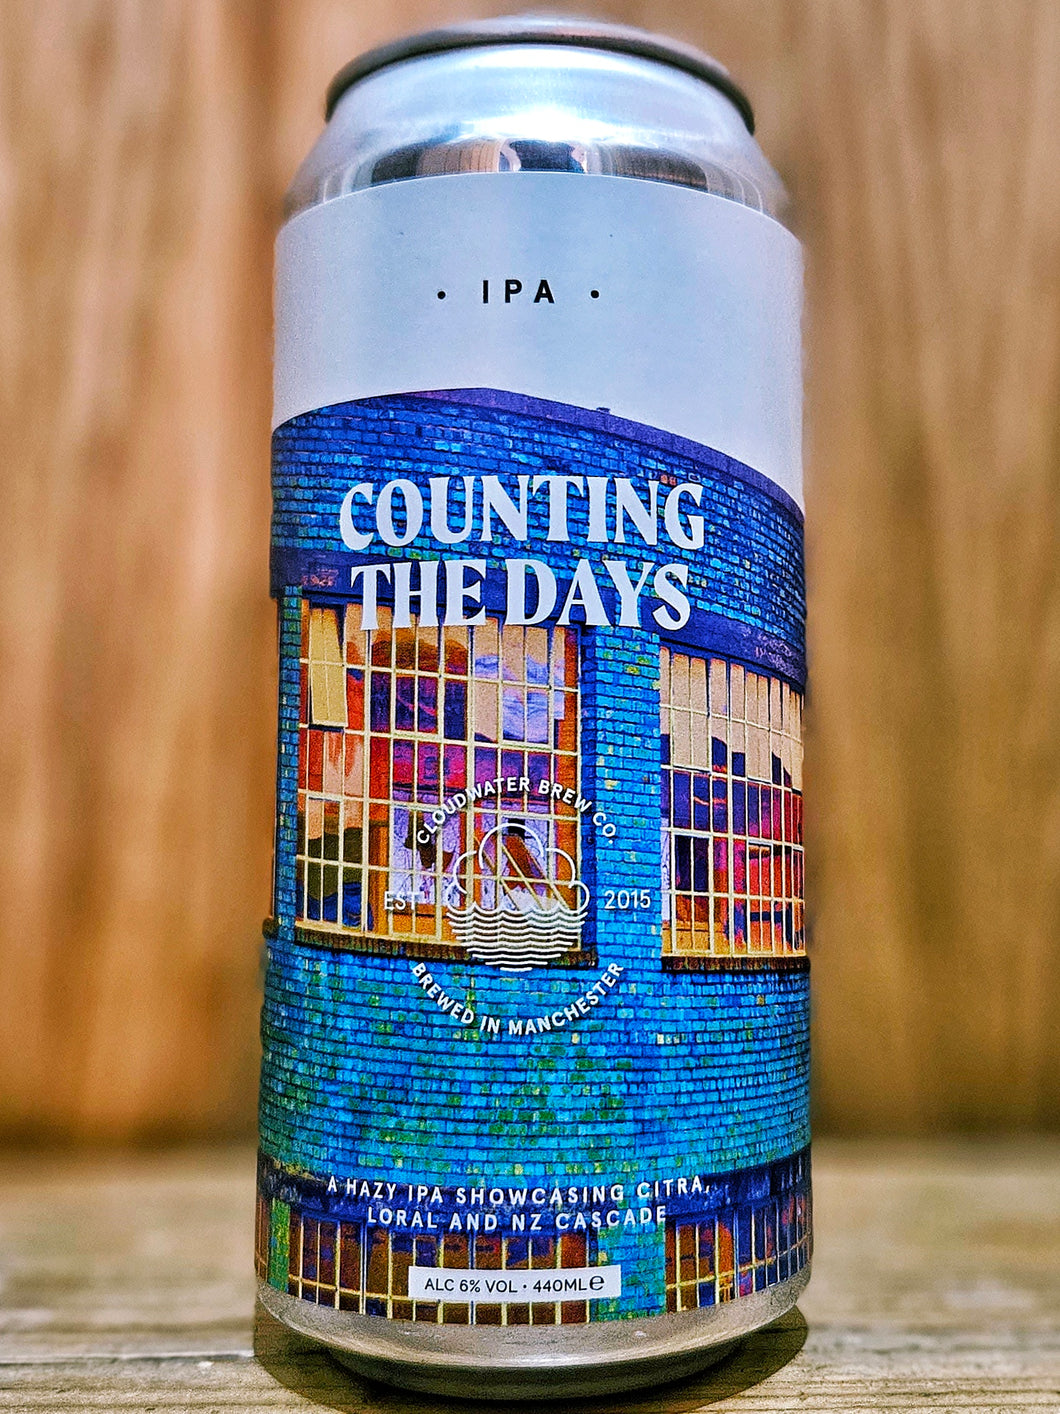 · IPA ·
COUNTING
THE DAYS
CLOUDWATER BREW CO.
EST 2015
BREWED IN MANCHESTER
A HAZY IPA SHOWCASING CITRA,
LORAL AND NZ CASCADE
ALC 6% VOL · 440ML e